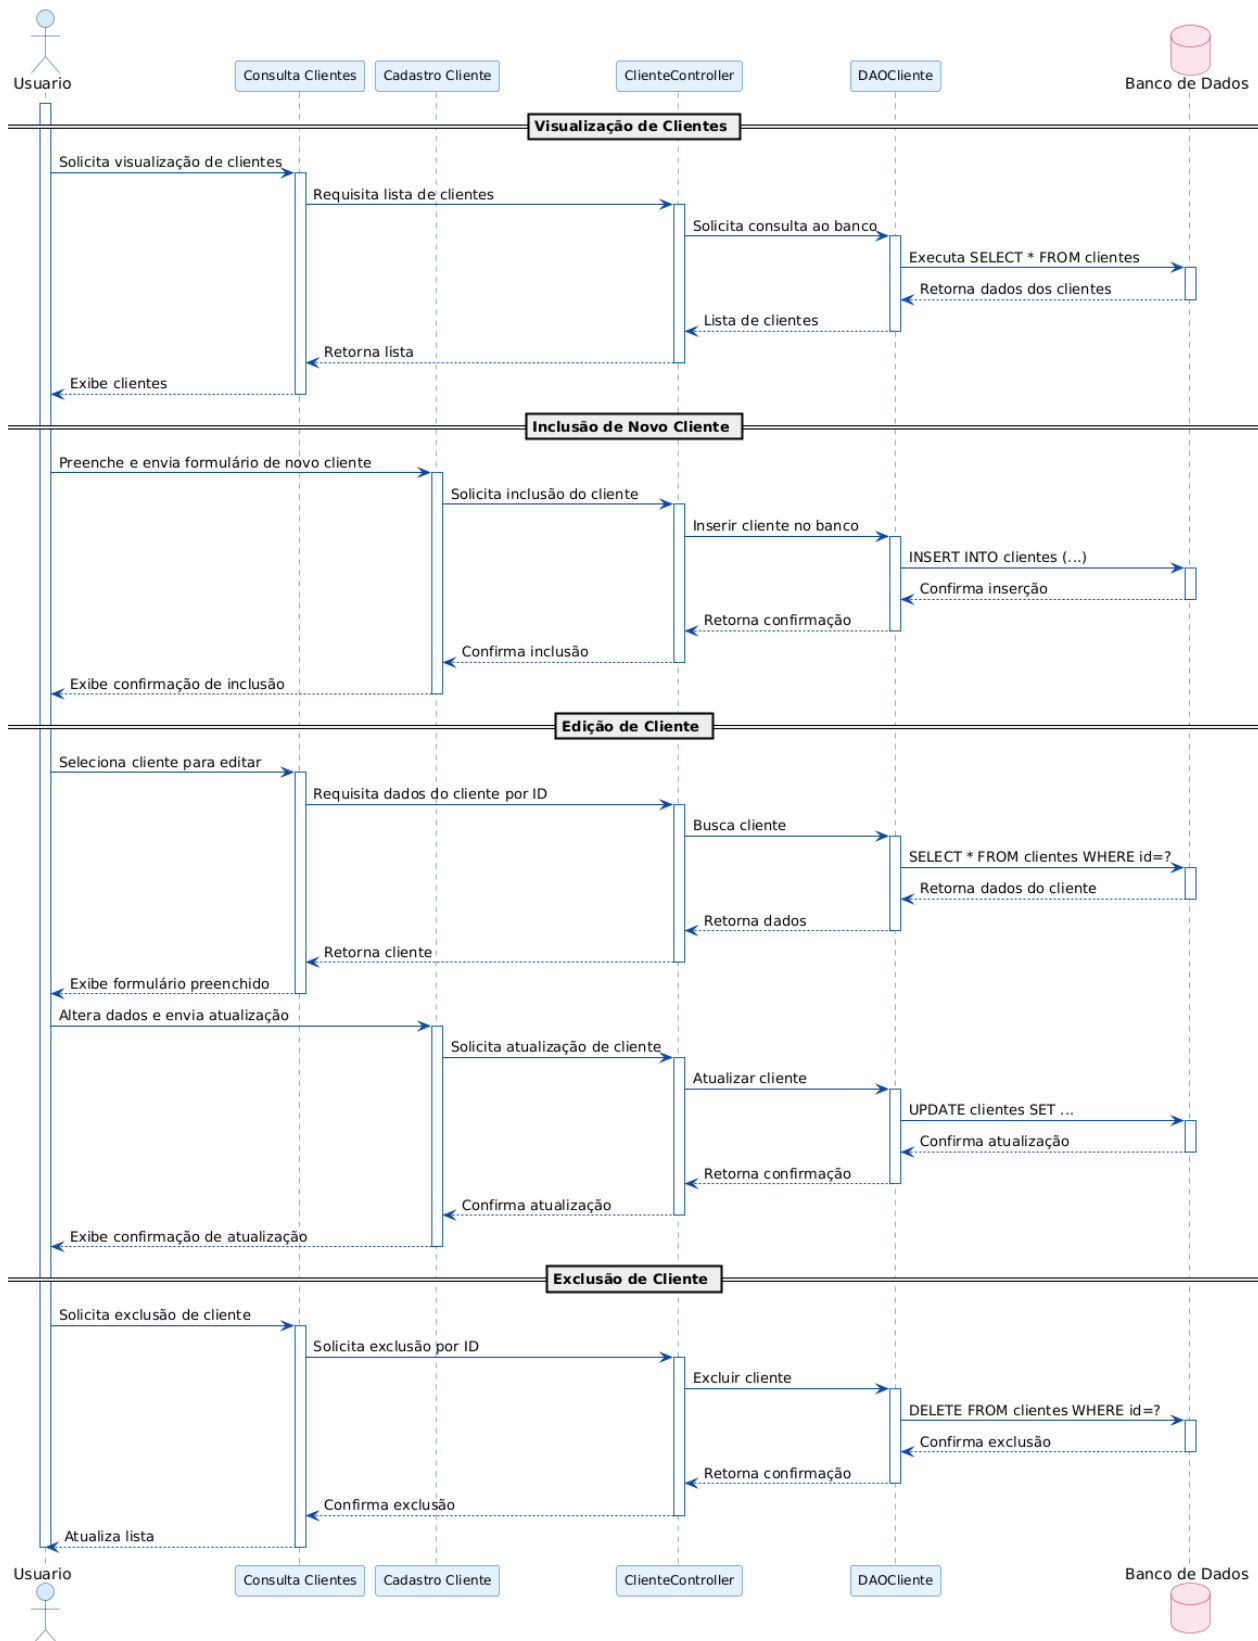 Usuario
Consulta Clientes
Cadastro Cliente
ClienteController
DAOCliente
Banco de Dados
Visualização de Clientes
Solicita visualização de clientes
Requisita lista de clientes
Solicita consulta ao banco
Executa SELECT * FROM clientes
Retorna dados dos clientes
Lista de clientes
Retorna lista
Exibe clientes
Inclusão de Novo Cliente
Preenche e envia formulário de novo cliente
Solicita inclusão do cliente
Inserir cliente no banco
INSERT INTO clientes (...)
Confirma inserção
Retorna confirmação
Confirma inclusão
Exibe confirmação de inclusão
Edição de Cliente
Seleciona cliente para editar
Requisita dados do cliente por ID
Busca cliente
SELECT * FROM clientes WHERE id=?
Retorna dados do cliente
Retorna dados
Retorna cliente
Exibe formulário preenchido
Altera dados e envia atualização
Solicita atualização de cliente
Atualizar cliente
UPDATE clientes SET ...
Confirma atualização
Retorna confirmação
Confirma atualização
Exibe confirmação de atualização
Exclusão de Cliente
Solicita exclusão de cliente
Solicita exclusão por ID
Excluir cliente
DELETE FROM clientes WHERE id=?
Confirma exclusão
Retorna confirmação
Confirma exclusão
Atualiza lista
Usuario
Consulta Clientes
Cadastro Cliente
ClienteController
DAOCliente
Banco de Dados